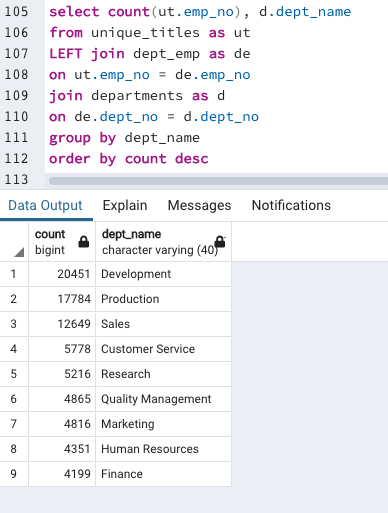 105 select count(ut.emp_no), d.dept_name
106 from unique_titles as ut
107 LEFT join dept_emp as de
108 on ut.emp_no = de.emp_no
109 join departments as d
110 on de.dept_no = d.dept_no
111 group by dept_name
112 order by count desc
113
Data Output Explain Messages Notifications
count dept_name
bigint character varying (40)
1 20451 Development
2 17784 Production
3 12649 Sales
4 5778 Customer Service
5 5216 Research
6 4865 Quality Management
7 4816 Marketing
8 4351 Human Resources
9 4199 Finance